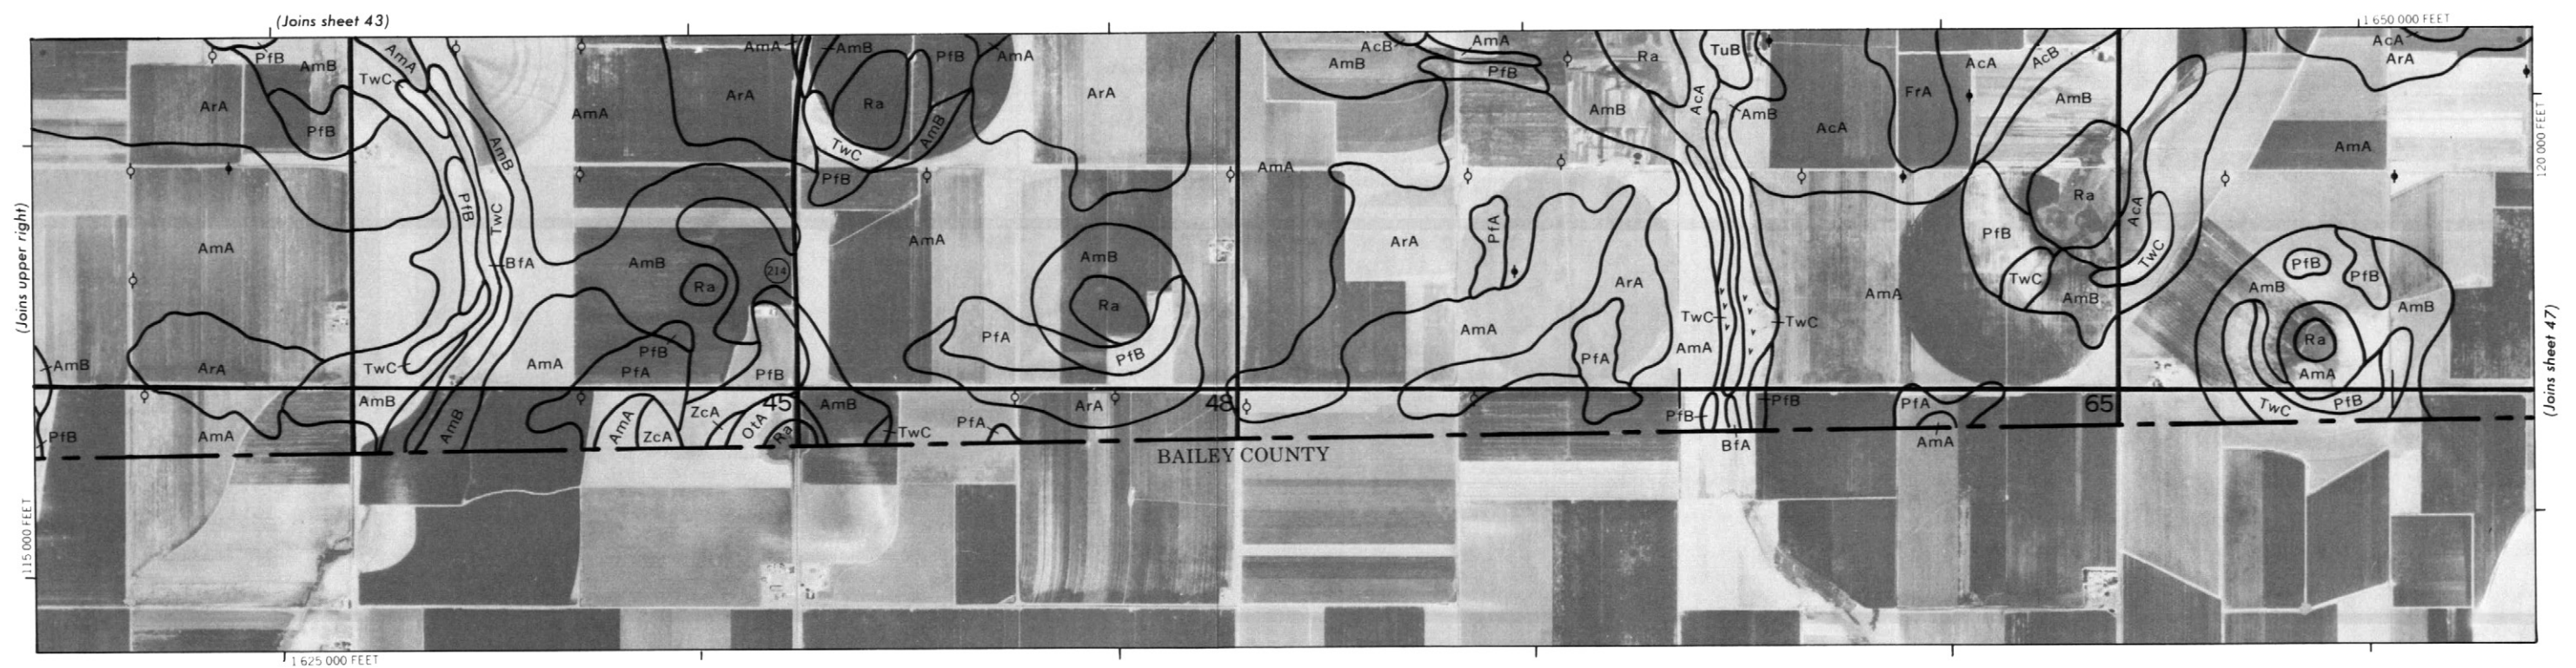 (Joins sheet 43)
1 650 000 FEET
AmA
AmB
AmA
AcB
AmA
TuB
AcA
PfB
AmB
AmA
TwC
PfB
AmA
AmB
PfB
Ra
AcA
AcB
ArA
ArA
AmA
ArA
Ra
ArA
AmB
AcA
AmB
FrA
AmB
120 000 FEET
PfB
AmB
TwC
AmB
AmA
AcA
Ra
AmA
PfB
TwC
PfB
PfA
PfB
AcA
TwC
(Joins upper right)
AmA
BfA
AmB
214
AmA
AmB
ArA
PfB
PfB
Ra
Ra
ArA
AmA
TwC
AmB
AmB
AmB
PfA
PfB
AmA
TwC
TwC
Ra
(Joins sheet 47)
AmB
ArA
TwC
AmA
PfB
PfA
PfB
PfA
AmA
AmA
AmB
AmB
AmA
ZcA
OtA
45
AmB
PfA
ArA
48
PfB
PfB
PfA
65
TwC
PfB
PfB
AmA
ZcA
Ra
TwC
BfA
AmA
BAILEY COUNTY
115 000 FEET
1 625 000 FEET